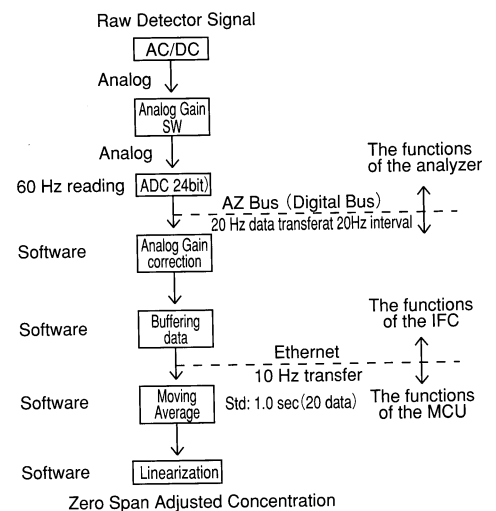 Raw Detector Signal
AC/DC
Analog
Analog Gain
SW
Analog
The functions
of the analyzer
60 Hz reading
ADC 24bit)
AZ Bus (Digital Bus)
20 Hz data transferat 20Hz interval
Software
Analog Gain
correction
The functions
of the IFC
Software
Buffering
data
Ethernet
10 Hz transfer
Software
Moving
Average
Std: 1.0 sec(20 data)
The functions
of the MCU
Software
Linearization
Zero Span Adjusted Concentration